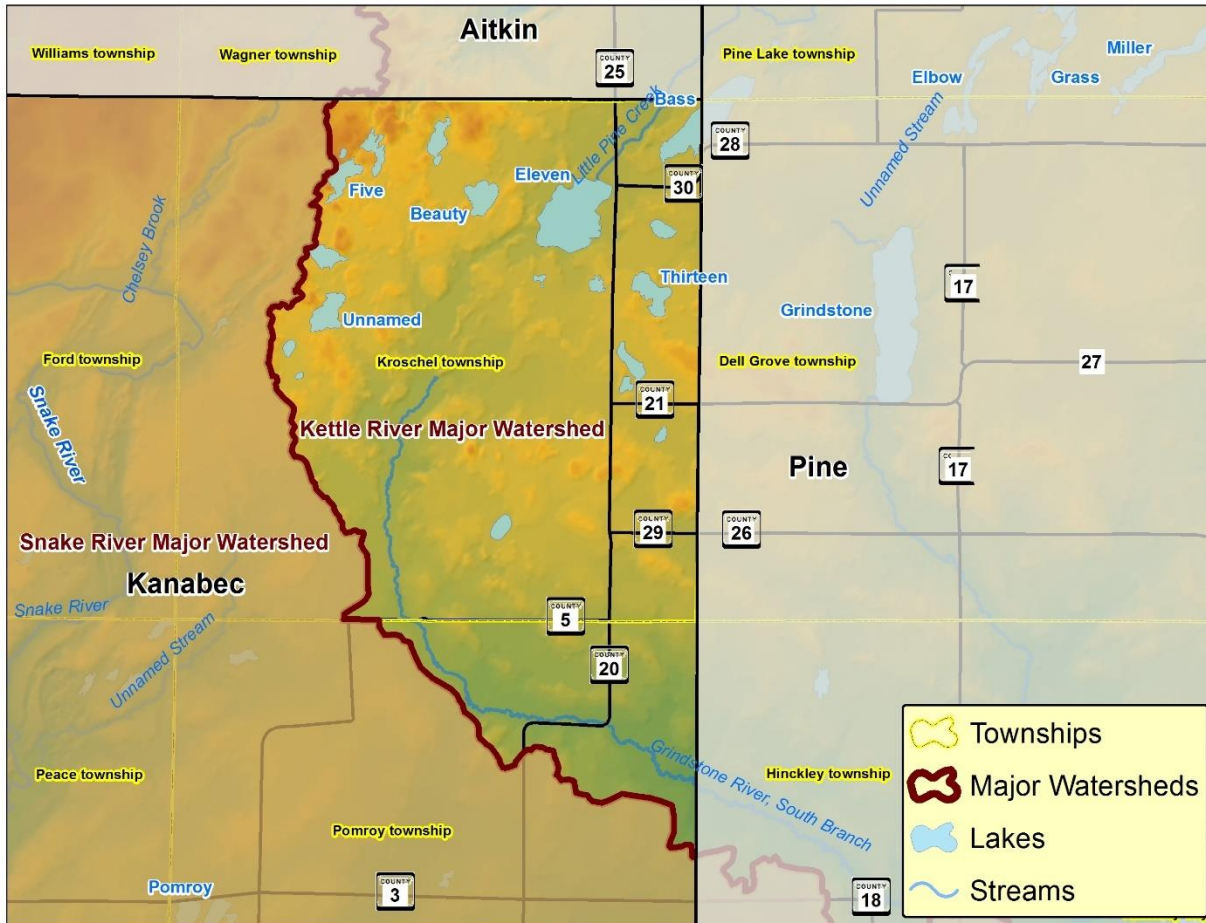 Aitkin
Williams township
Wagner township
COUNTY
25
Pine Lake township
Miller
Elbow
Grass
Bass
Little Pine Creek
COUNTY
28
Unnamed Stream
Five
Eleven
COUNTY
30
Beauty
Chelsey Brook
Thirteen
17
Grindstone
Unnamed
Ford township
Kroschel township
Dell Grove township
27
Snake River
COUNTY
21
Kettle River Major Watershed
Pine
17
Snake River Major Watershed
COUNTY
29
COUNTY
26
Kanabec
Snake River
COUNTY
5
Unnamed Stream
COUNTY
20
Peace township
Grindstone River, South Branch
Hinckley township
Pomroy township
Pomroy
COUNTY
3
COUNTY
18
Townships
Major Watersheds
Lakes
Streams